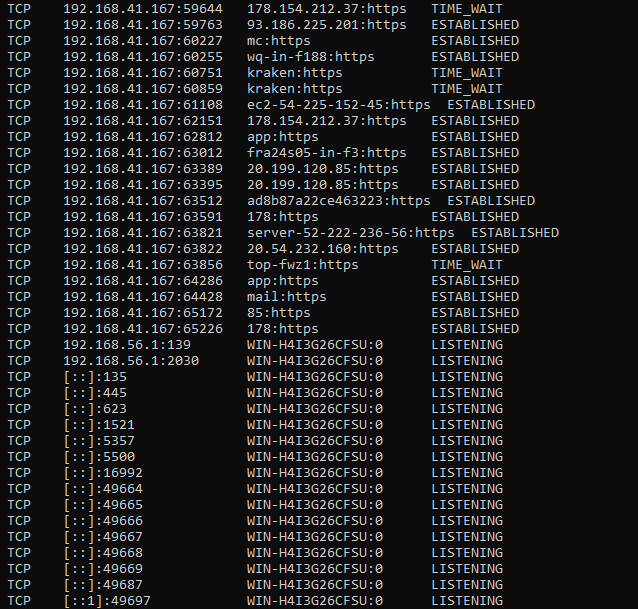 TCP 192.168.41.167:59644 178.154.212.37:https TIME_WAIT
TCP 192.168.41.167:59763 93.186.225.201:https ESTABLISHED
TCP 192.168.41.167:60227 mc:https ESTABLISHED
TCP 192.168.41.167:60255 wq-in-f188:https ESTABLISHED
TCP 192.168.41.167:60751 kraken:https TIME_WAIT
TCP 192.168.41.167:60859 kraken:https TIME_WAIT
TCP 192.168.41.167:61108 ec2-54-225-152-45:https ESTABLISHED
TCP 192.168.41.167:62151 178.154.212.37:https ESTABLISHED
TCP 192.168.41.167:62812 app:https ESTABLISHED
TCP 192.168.41.167:63012 fra24s05-in-f3:https ESTABLISHED
TCP 192.168.41.167:63389 20.199.120.85:https ESTABLISHED
TCP 192.168.41.167:63395 20.199.120.85:https ESTABLISHED
TCP 192.168.41.167:63512 ad8b87a22ce463223:https ESTABLISHED
TCP 192.168.41.167:63591 178:https ESTABLISHED
TCP 192.168.41.167:63821 server-52-222-236-56:https ESTABLISHED
TCP 192.168.41.167:63822 20.54.232.160:https ESTABLISHED
TCP 192.168.41.167:63856 top-fwz1:https TIME_WAIT
TCP 192.168.41.167:64286 app:https ESTABLISHED
TCP 192.168.41.167:64428 mail:https ESTABLISHED
TCP 192.168.41.167:65172 85:https ESTABLISHED
TCP 192.168.41.167:65226 178:https ESTABLISHED
TCP 192.168.56.1:139 WIN-H4I3G26CFSU:0 LISTENING
TCP 192.168.56.1:2030 WIN-H4I3G26CFSU:0 LISTENING
TCP [::]:135 WIN-H4I3G26CFSU:0 LISTENING
TCP [::]:445 WIN-H4I3G26CFSU:0 LISTENING
TCP [::]:623 WIN-H4I3G26CFSU:0 LISTENING
TCP [::]:1521 WIN-H4I3G26CFSU:0 LISTENING
TCP [::]:5357 WIN-H4I3G26CFSU:0 LISTENING
TCP [::]:5500 WIN-H4I3G26CFSU:0 LISTENING
TCP [::]:16992 WIN-H4I3G26CFSU:0 LISTENING
TCP [::]:49664 WIN-H4I3G26CFSU:0 LISTENING
TCP [::]:49665 WIN-H4I3G26CFSU:0 LISTENING
TCP [::]:49666 WIN-H4I3G26CFSU:0 LISTENING
TCP [::]:49667 WIN-H4I3G26CFSU:0 LISTENING
TCP [::]:49668 WIN-H4I3G26CFSU:0 LISTENING
TCP [::]:49669 WIN-H4I3G26CFSU:0 LISTENING
TCP [::]:49687 WIN-H4I3G26CFSU:0 LISTENING
TCP [::1]:49697 WIN-H4I3G26CFSU:0 LISTENING